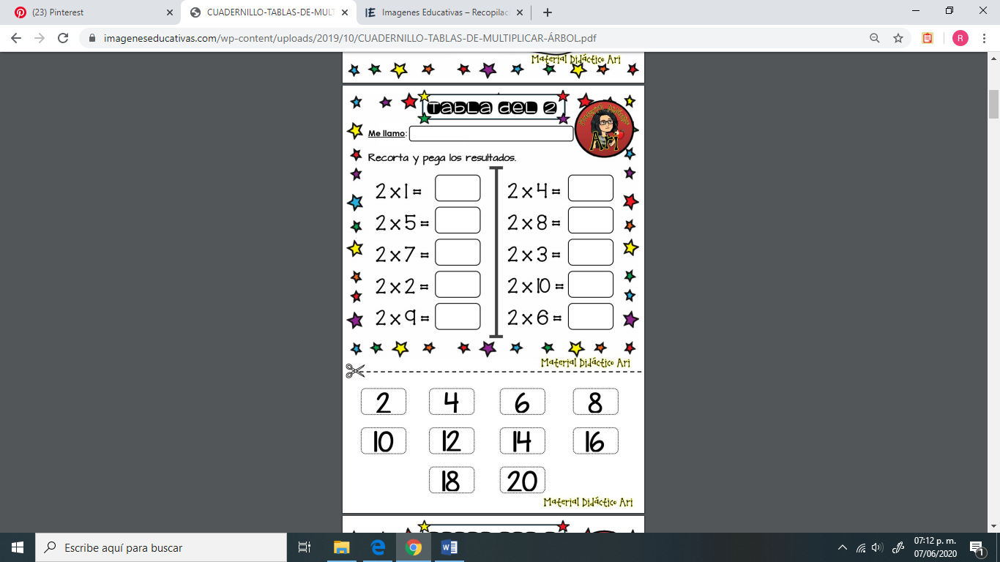 (23) Pinterest
CUADERNILLO-TABLAS-DE-MULT
Imagenes Educativas – Recopilac
imageneseducativas.com/wp-content/uploads/2019/10/CUADERNILLO-TABLAS-DE-MULTIPLICAR-ÁRBOL.pdf
R
Material Didáctico Ari
Tabla del 2
Me llamo:
Ari
Recorta y pega los resultados.
2 x 1 =
2 x 5 =
2 x 7 =
2 x 2 =
2 x 9 =
2 x 4 =
2 x 8 =
2 x 3 =
2 x 10 =
2 x 6 =
Material Didáctico Ari
2 4 6 8
10 12 14 16
18 20
Material Didáctico Ari
Escribe aquí para buscar
07:12 p. m.
07/06/2020
1